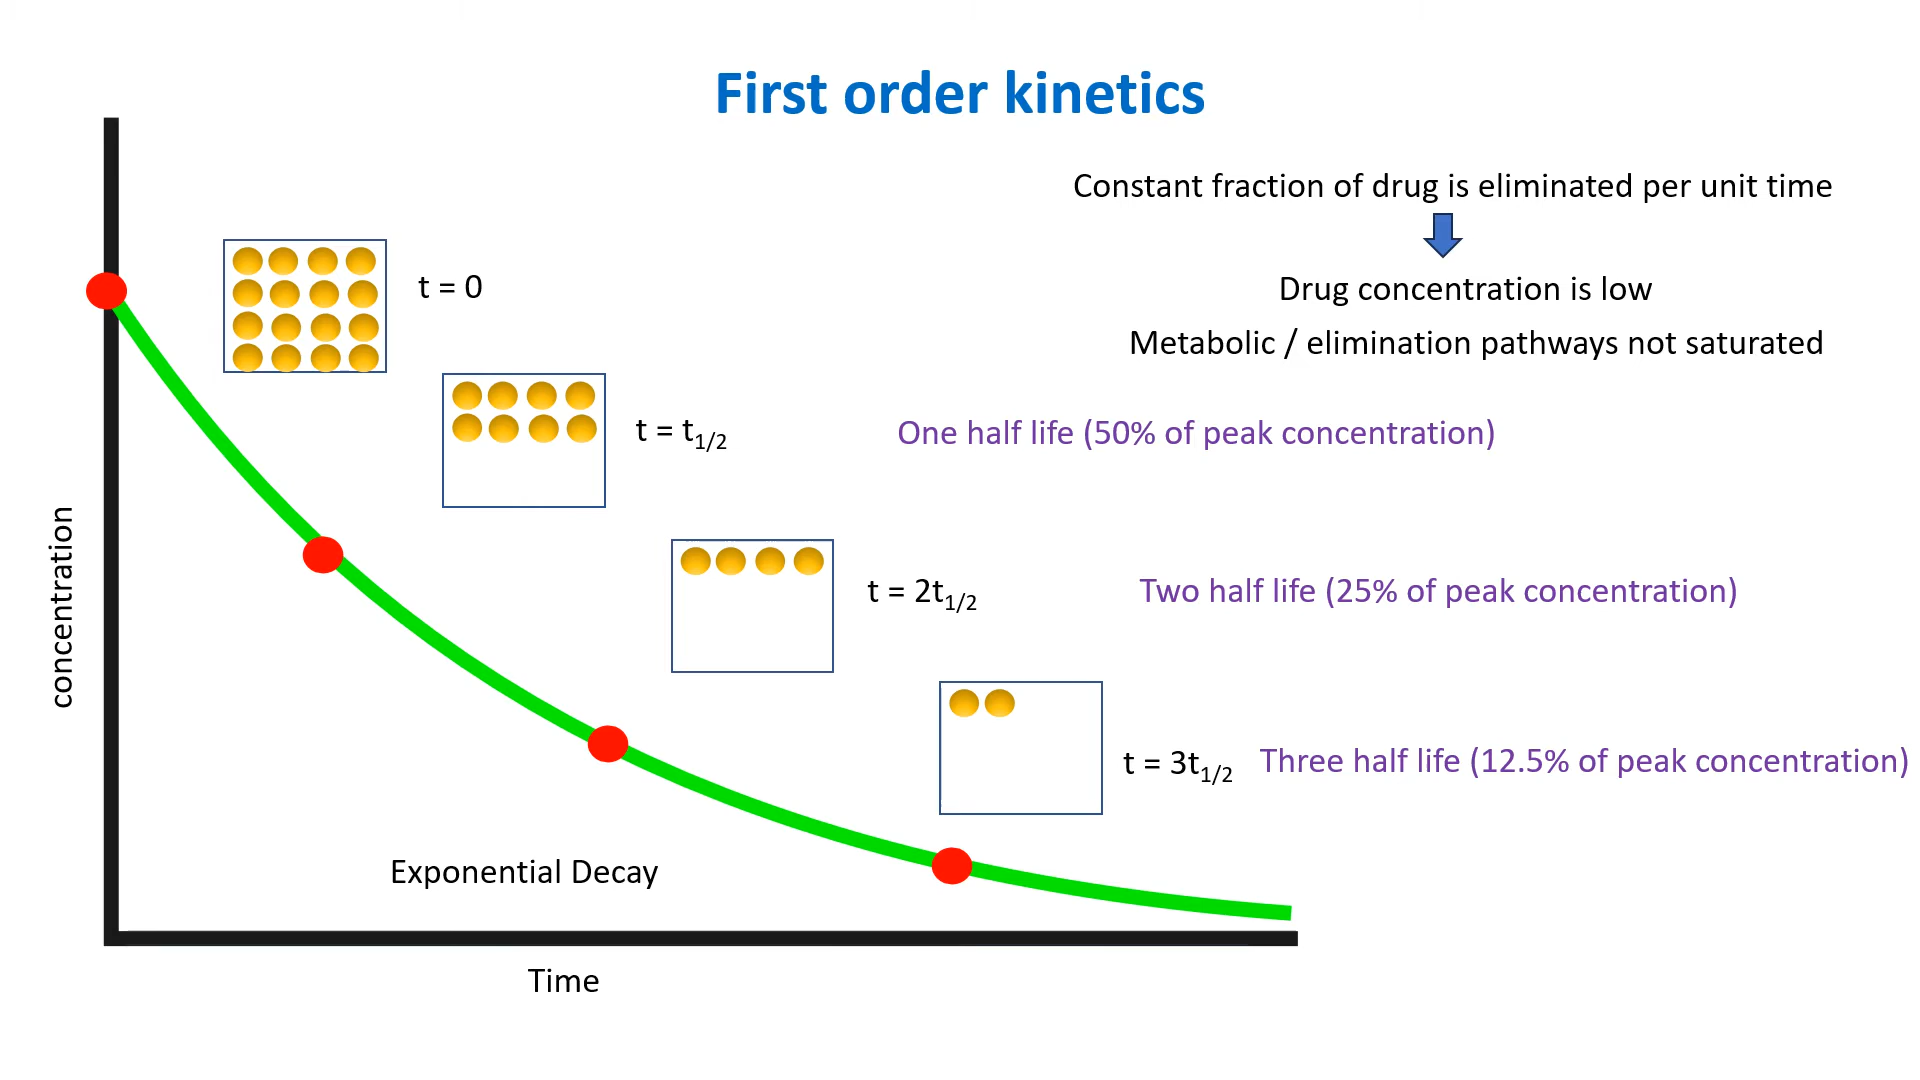 First order kinetics
Constant fraction of drug is eliminated per unit time
Drug concentration is low
Metabolic / elimination pathways not saturated
t = 0
t = t1/2
One half life (50% of peak concentration)
t = 2t1/2
Two half life (25% of peak concentration)
t = 3t1/2
Three half life (12.5% of peak concentration)
concentration
Exponential Decay
Time